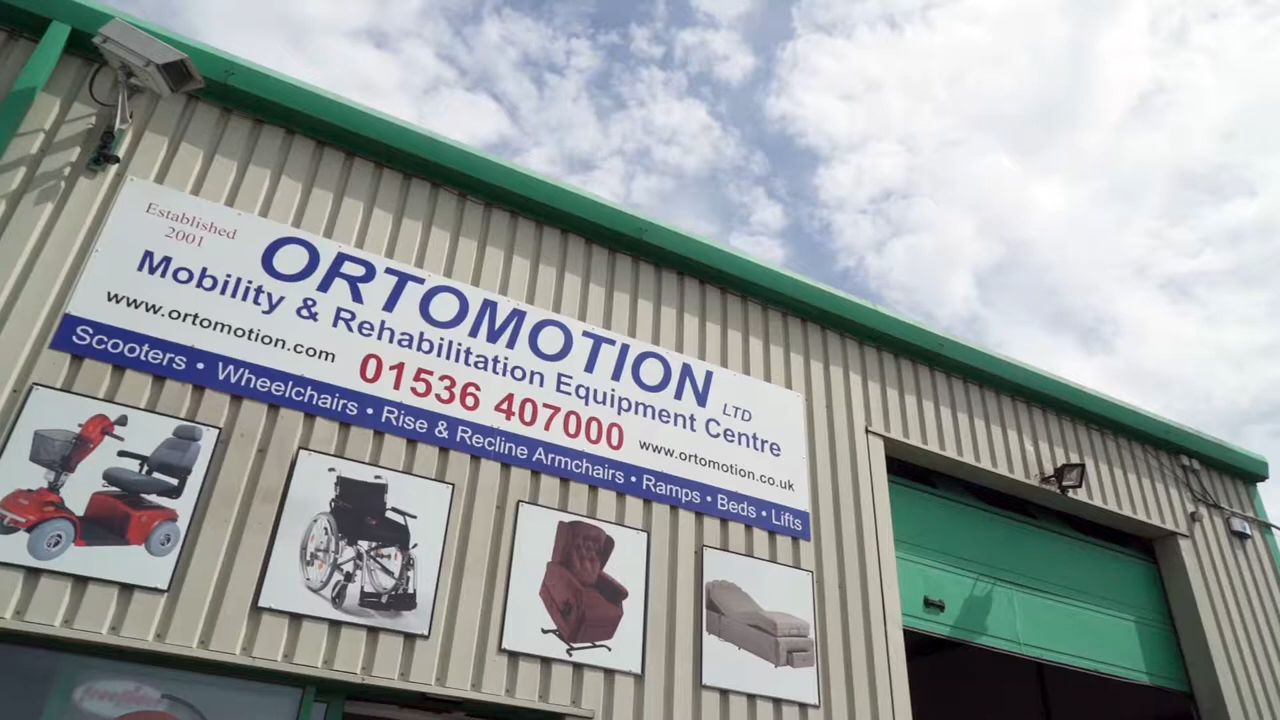 Established
2001
ORTOMOTION LTD
Mobility & Rehabilitation Equipment Centre
www.ortomotion.com 01536 407000 www.ortomotion.co.uk
Scooters • Wheelchairs • Rise & Recline Armchairs • Ramps • Beds • Lifts